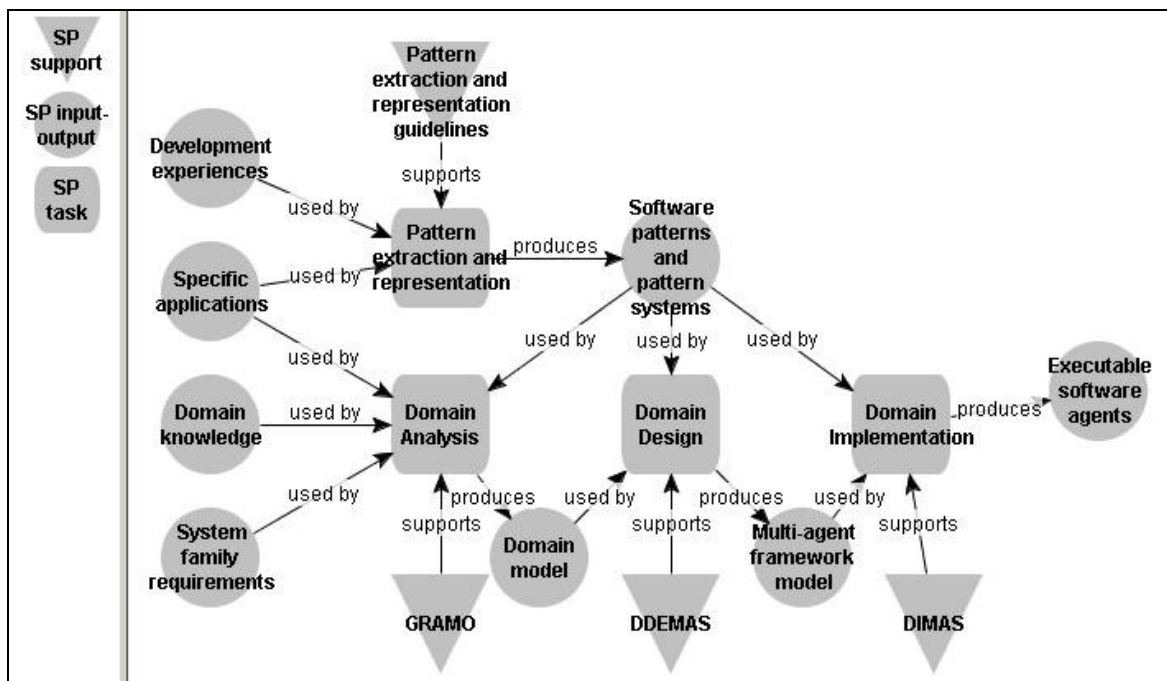 SP
support
SP input-
output
SP
task
Pattern
extraction and
representation
guidelines
supports
Development
experiences
used by
Pattern
extraction and
representation
produces
Software
patterns
and
pattern
systems
Specific
applications
used by
used by
used by
used by
used by
Domain
knowledge
used by
Domain
Analysis
Domain
Design
Domain
Implementation
produces
Executable
software
agents
System
family
requirements
used by
supports
produces
Domain
model
used by
supports
produces
Multi-agent
framework
model
used by
supports
GRAMO
DDEMAS
DIMAS